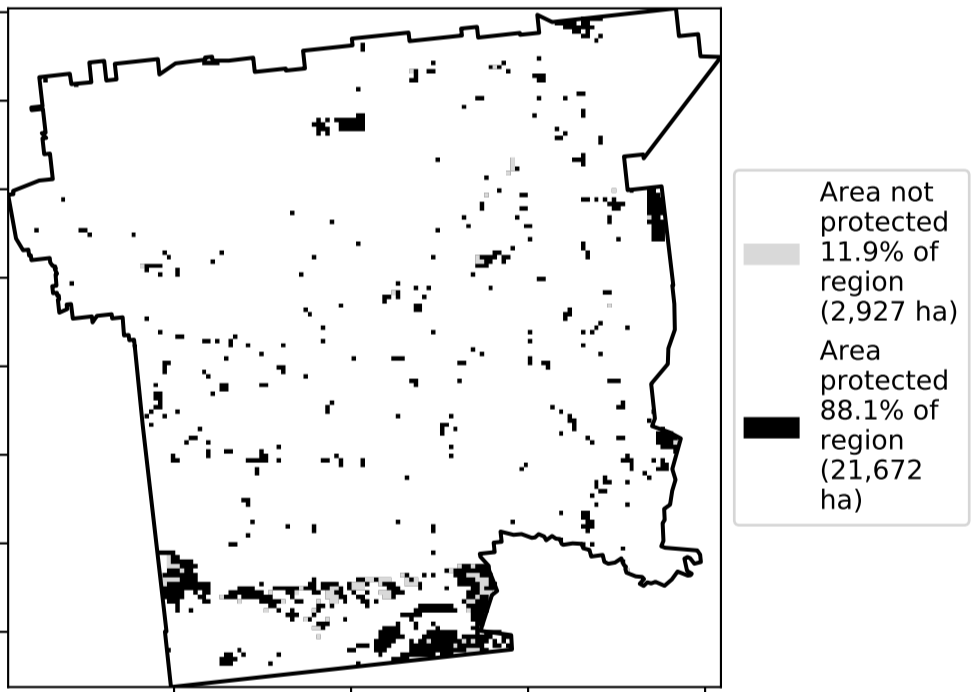 Area not
protected
11.9% of
region
(2,927 ha)
Area
protected
88.1% of
region
(21,672
ha)